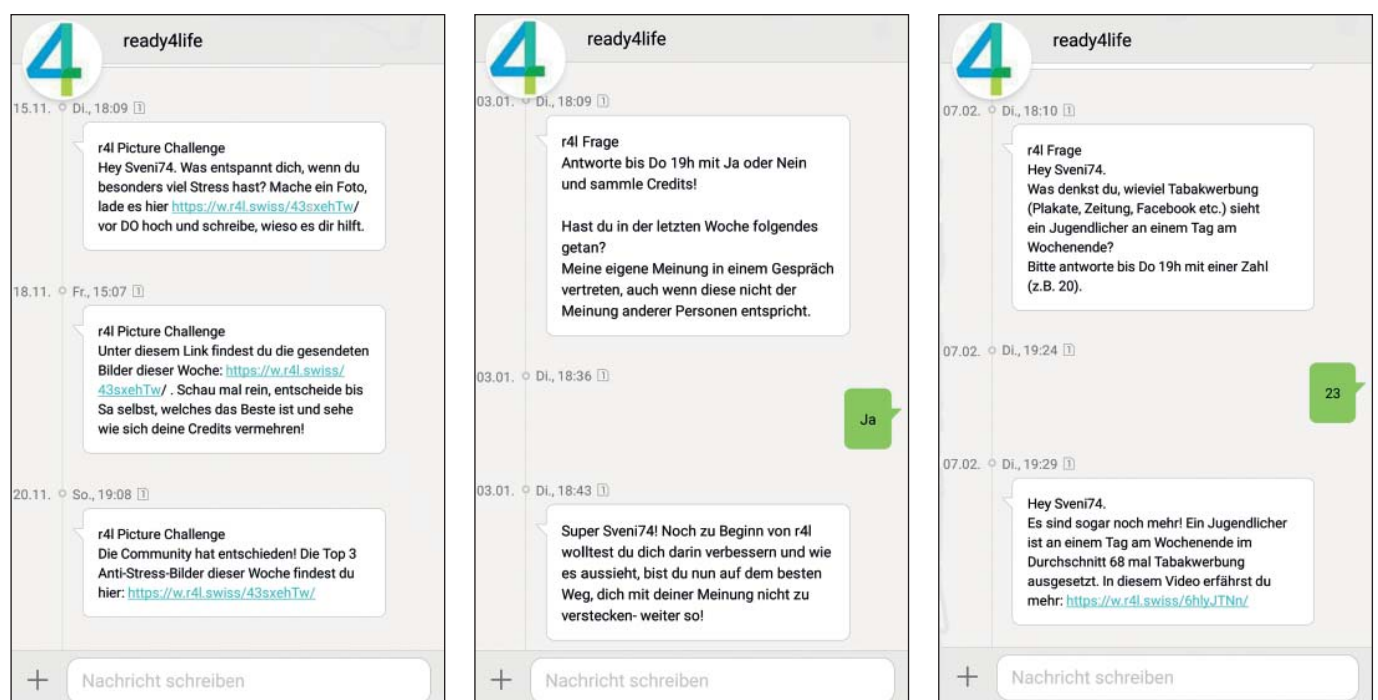 4
ready4life
15.11. Di., 18:09 1
r4l Picture Challenge
Hey Sveni74. Was entspannt dich, wenn du
besonders viel Stress hast? Mache ein Foto,
lade es hier https://w.r4l.swiss/43sxehTw/
vor DO hoch und schreibe, wieso es dir hilft.
18.11. Fr., 15:07 1
r4l Picture Challenge
Unter diesem Link findest du die gesendeten
Bilder dieser Woche: https://w.r4l.swiss/
43sxehTw/ . Schau mal rein, entscheide bis
Sa selbst, welches das Beste ist und sehe
wie sich deine Credits vermehren!
20.11. So., 19:08 1
r4l Picture Challenge
Die Community hat entschieden! Die Top 3
Anti-Stress-Bilder dieser Woche findest du
hier: https://w.r4l.swiss/43sxehTw/
+ Nachricht schreiben
4
ready4life
03.01. Di., 18:09 1
r4l Frage
Antworte bis Do 19h mit Ja oder Nein
und sammle Credits!
Hast du in der letzten Woche folgendes
getan?
Meine eigene Meinung in einem Gespräch
vertreten, auch wenn diese nicht der
Meinung anderer Personen entspricht.
03.01. Di., 18:36 1
Ja
03.01. Di., 18:43 1
Super Sveni74! Noch zu Beginn von r4l
wolltest du dich darin verbessern und wie
es aussieht, bist du nun auf dem besten
Weg, dich mit deiner Meinung nicht zu
verstecken- weiter so!
+ Nachricht schreiben
4
ready4life
07.02. Di., 18:10 1
r4l Frage
Hey Sveni74.
Was denkst du, wieviel Tabakwerbung
(Plakate, Zeitung, Facebook etc.) sieht
ein Jugendlicher an einem Tag am
Wochenende?
Bitte antworte bis Do 19h mit einer Zahl
(z.B. 20).
07.02. Di., 19:24 1
23
07.02. Di., 19:29 1
Hey Sveni74.
Es sind sogar noch mehr! Ein Jugendlicher
ist an einem Tag am Wochenende im
Durchschnitt 68 mal Tabakwerbung
ausgesetzt. In diesem Video erfährst du
mehr: https://w.r4l.swiss/6hlyJTNn/
+ Nachricht schreiben